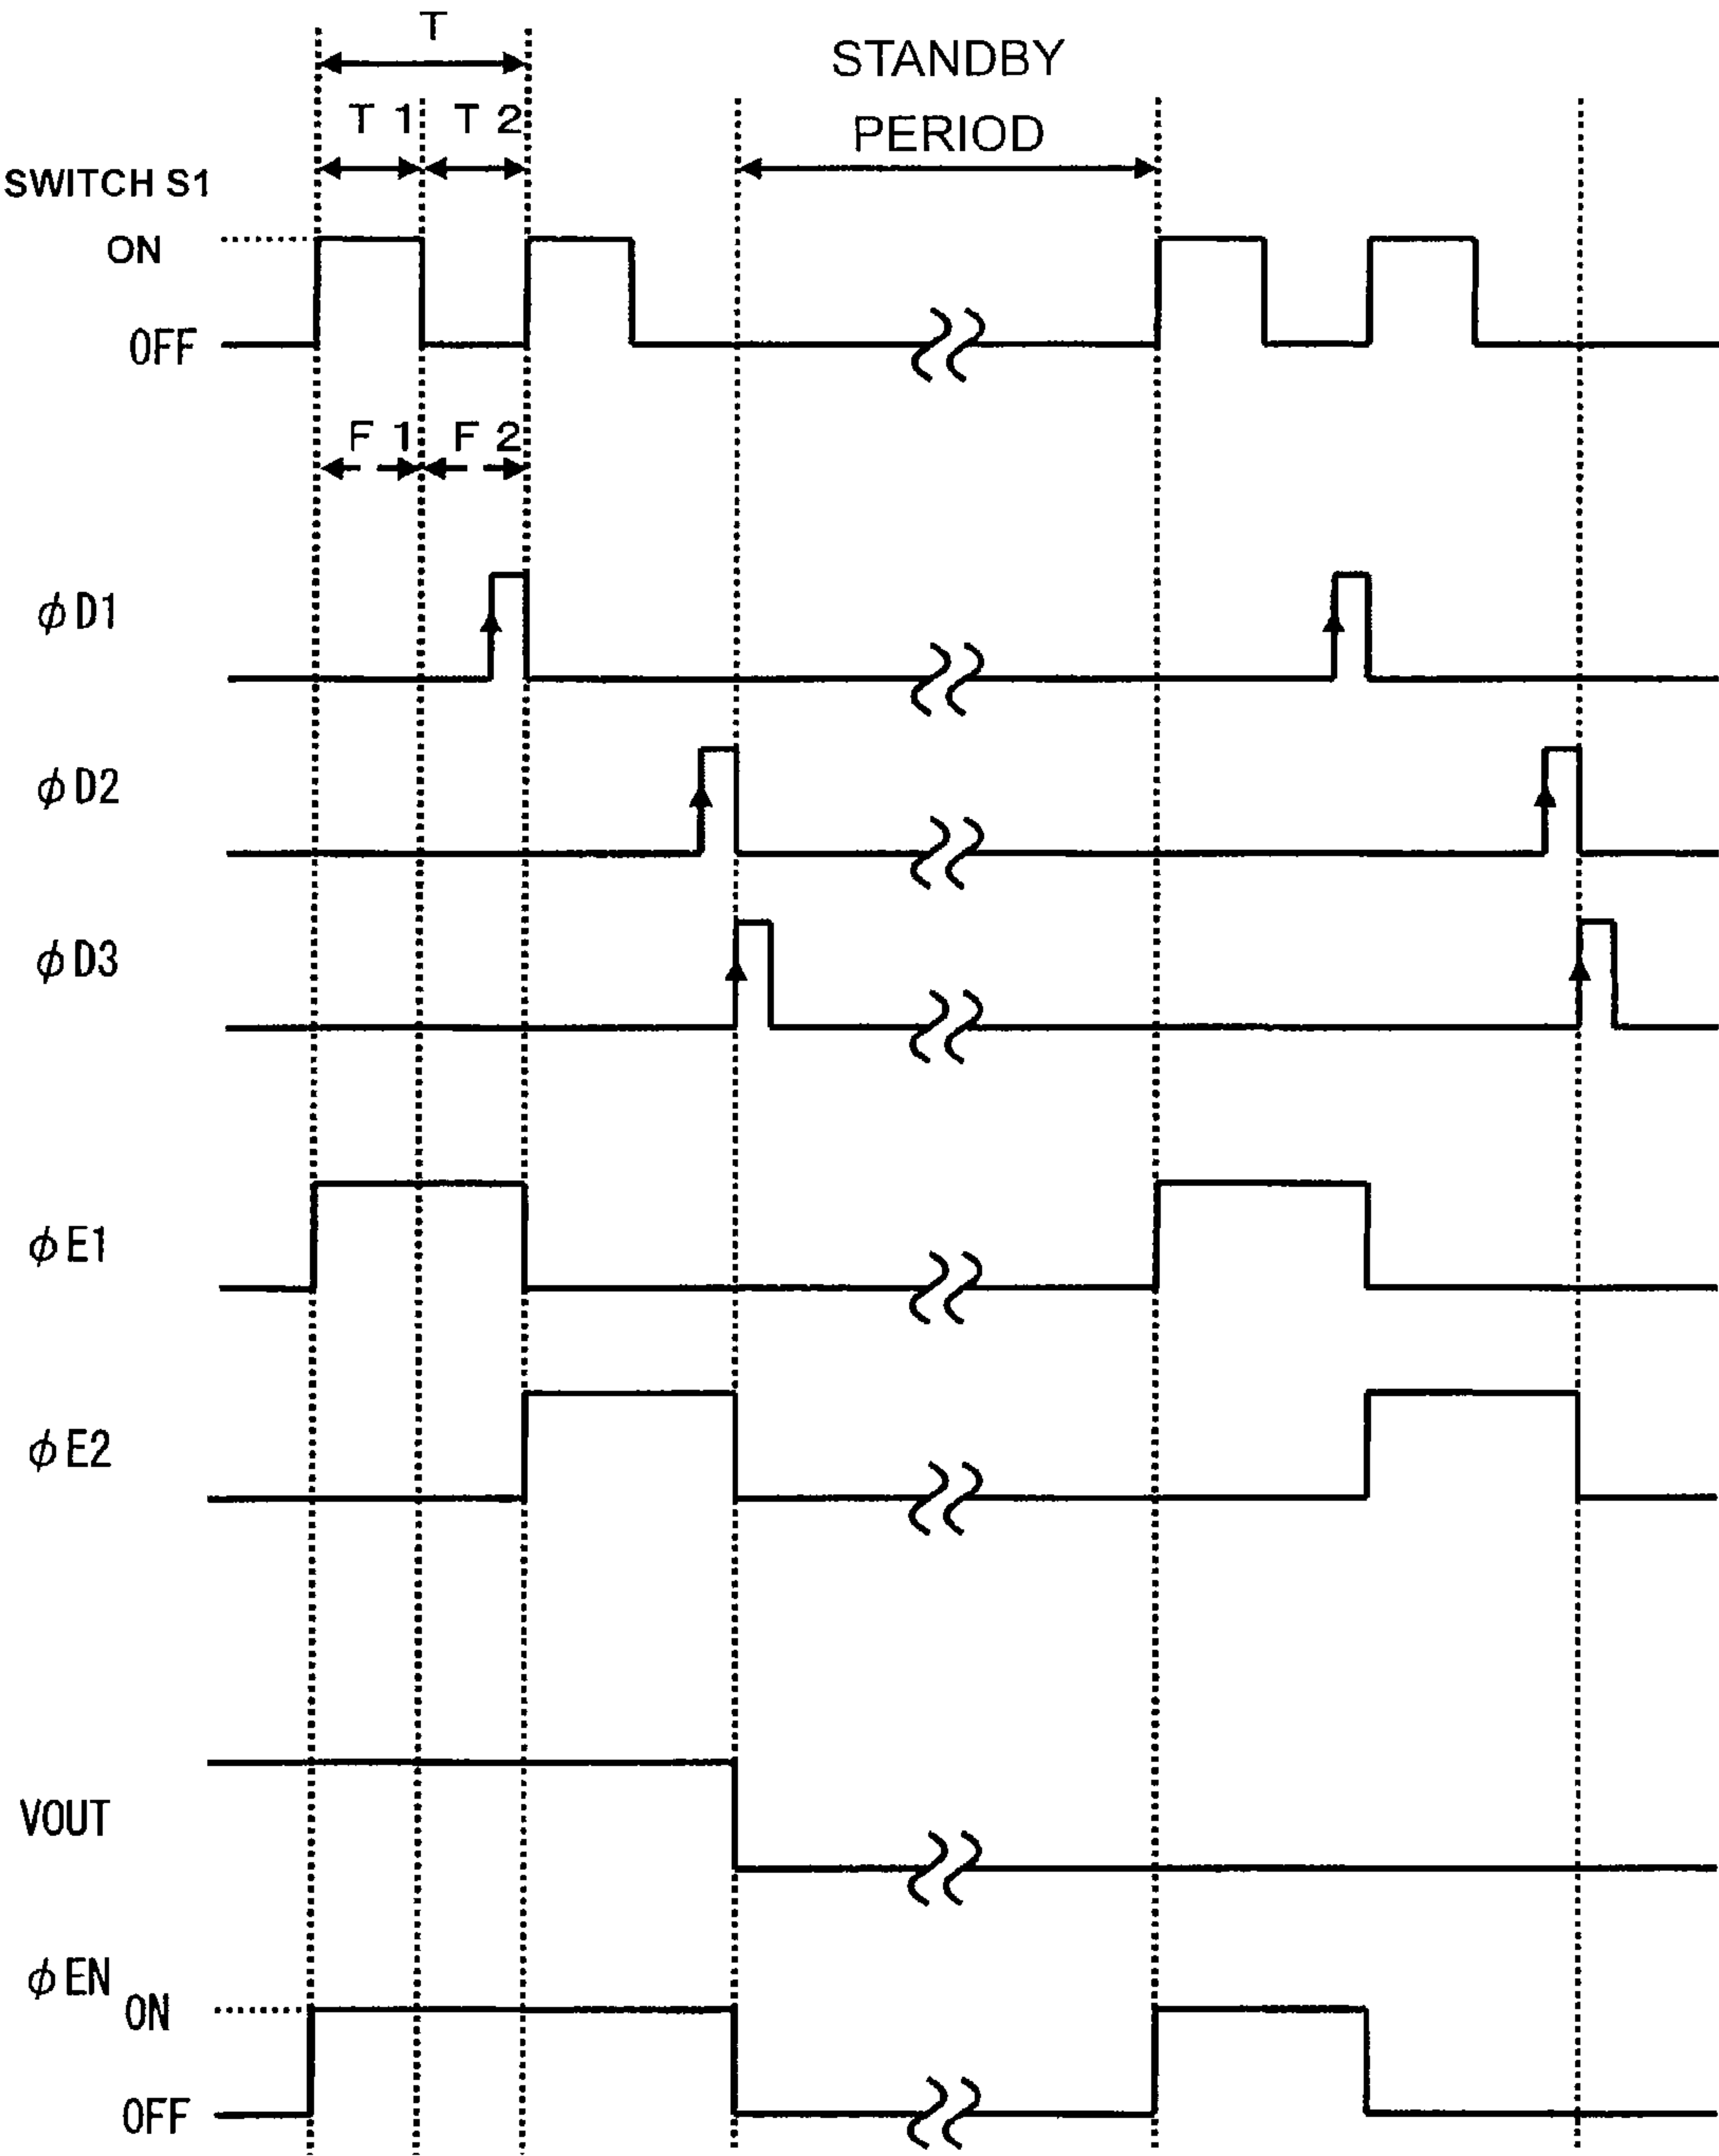 T
STANDBY
PERIOD
T 1
T 2
SWITCH S1
ON
OFF
F 1
F 2
φD1
φD2
φD3
φE1
φE2
VOUT
φEN
ON
OFF